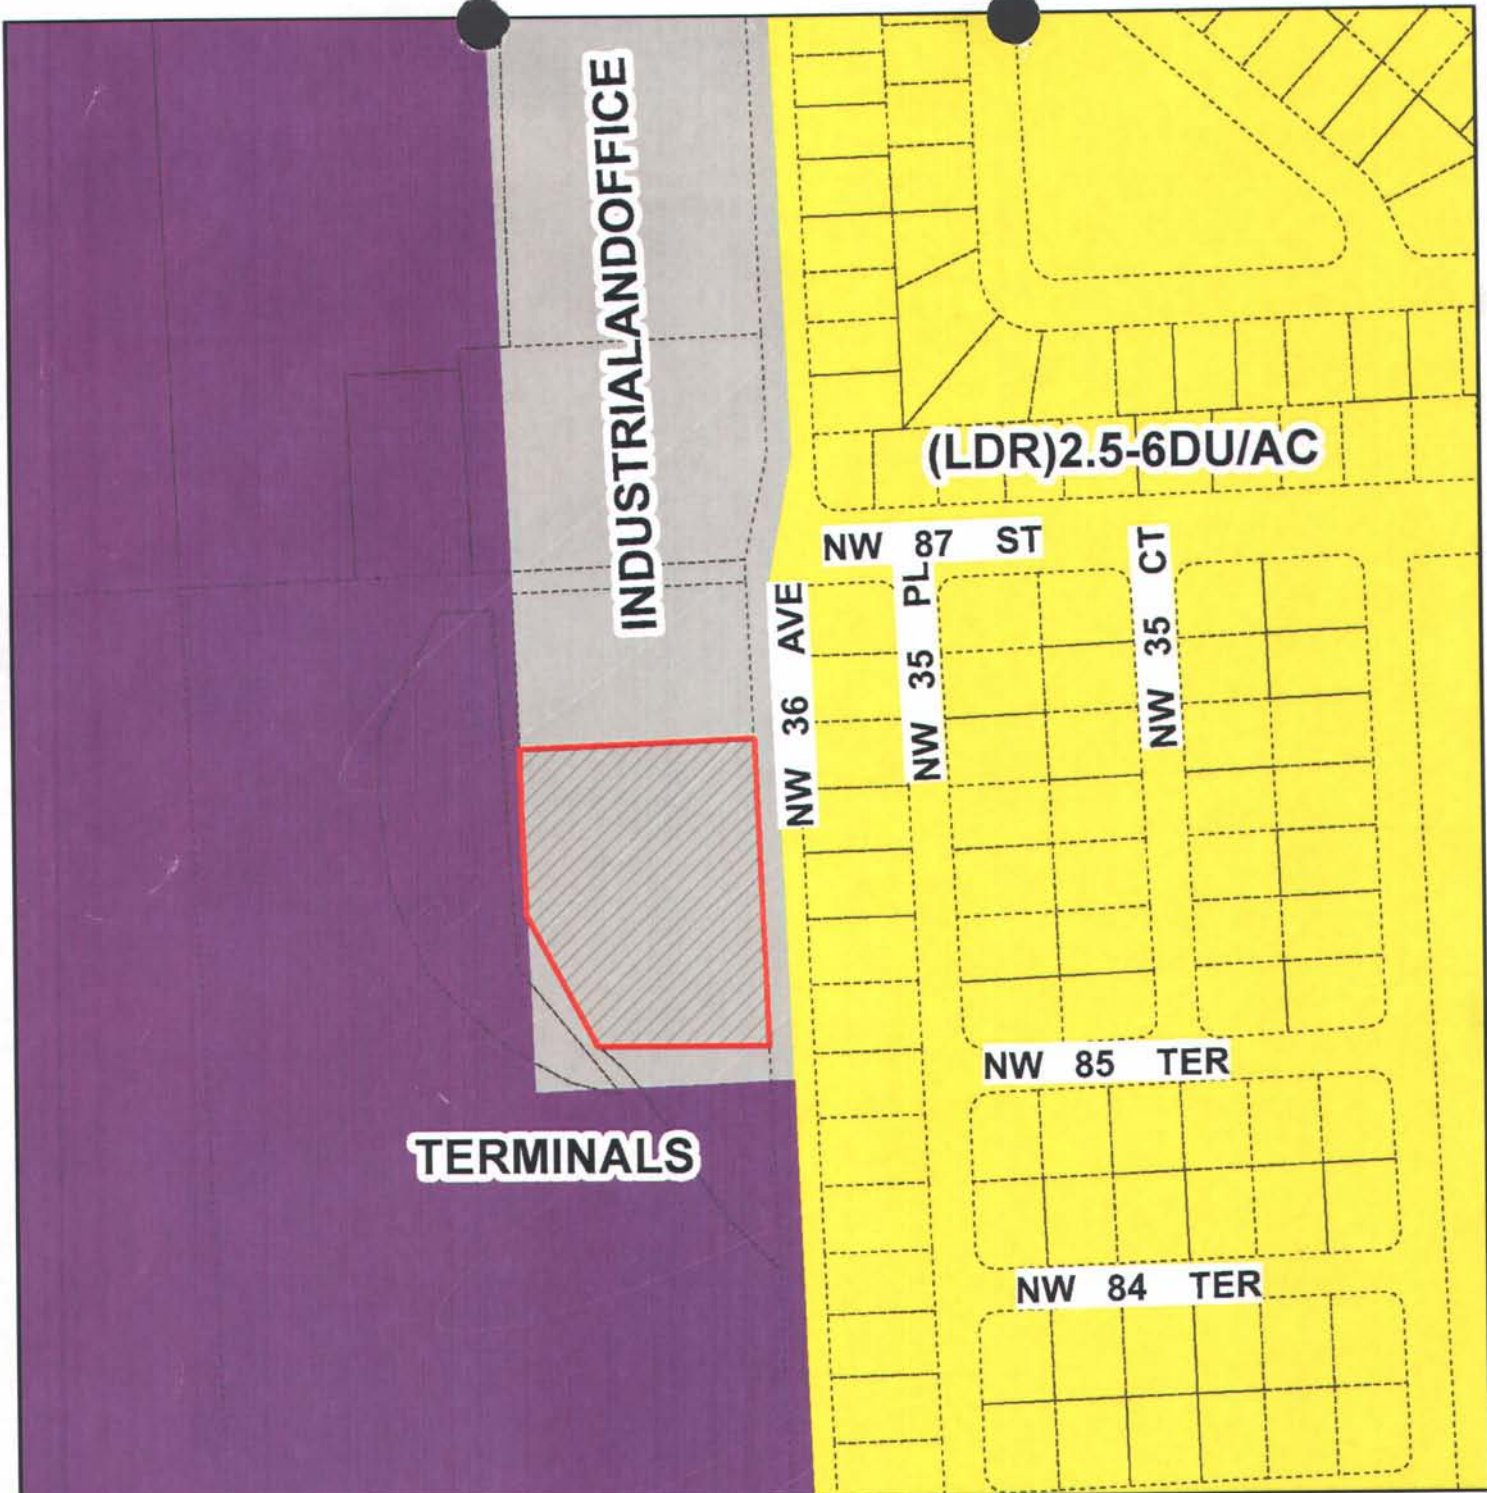 INDUSTRIALANDOFFICE
(LDR)2.5-6DU/AC
NW 87 ST
NW 36 AVE
NW 35 PL
NW 35 CT
NW 85 TER
TERMINALS
NW 84 TER